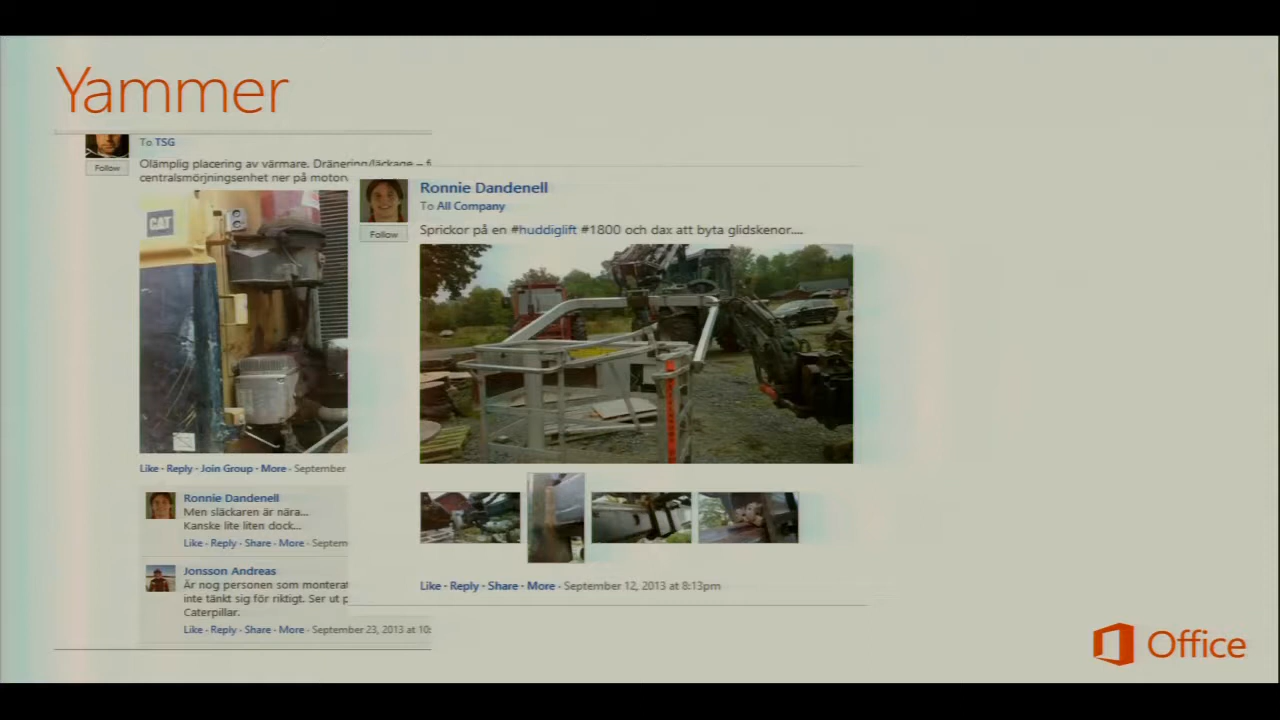 Yammer
To TSG
Follow
Olämplig placering av värmare. Dränering/läckage – f
centralsmörjningsenhet ner på motorv
CAT
Like · Reply · Join Group · More · September
Ronnie Dandenell
Men släckaren är nära...
Kanske lite liten dock...
Like · Reply · Share · More · Septem
Jonsson Andreas
Är nog personen som monterat
inte tänkt sig för riktigt. Ser ut p
Caterpillar.
Like · Reply · Share · More · September 23, 2013 at 10:
Ronnie Dandenell
To All Company
Follow
Sprickor på en #huddiglift #1800 och dax att byta glidskenor....
Like · Reply · Share · More · September 12, 2013 at 8:13pm
Office